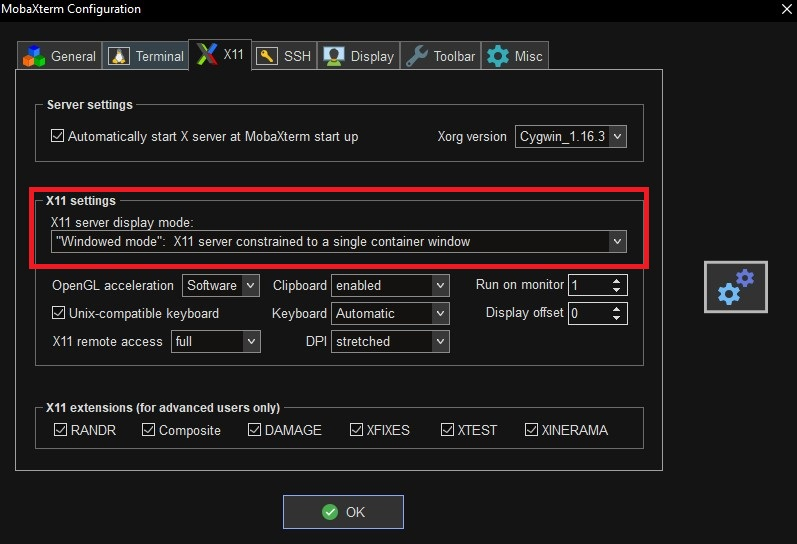 MobaXterm Configuration
General Terminal X11 SSH Display Toolbar Misc
Server settings
Automatically start X server at MobaXterm start up Xorg version Cygwin_1.16.3
X11 settings
X11 server display mode:
"Windowed mode": X11 server constrained to a single container window
OpenGL acceleration Software Clipboard enabled Run on monitor 1
Unix-compatible keyboard Keyboard Automatic Display offset 0
X11 remote access full DPI stretched
X11 extensions (for advanced users only)
RANDR Composite DAMAGE XFIXES XTEST XINERAMA
OK